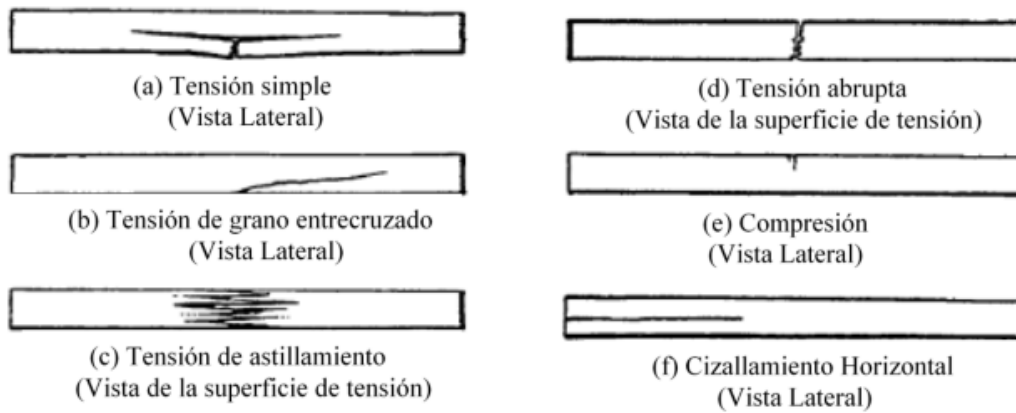 (a) Tensión simple
(Vista Lateral)
(b) Tensión de grano entrecruzado
(Vista Lateral)
(c) Tensión de astillamiento
(Vista de la superficie de tensión)
(d) Tensión abrupta
(Vista de la superficie de tensión)
(e) Compresión
(Vista Lateral)
(f) Cizallamiento Horizontal
(Vista Lateral)